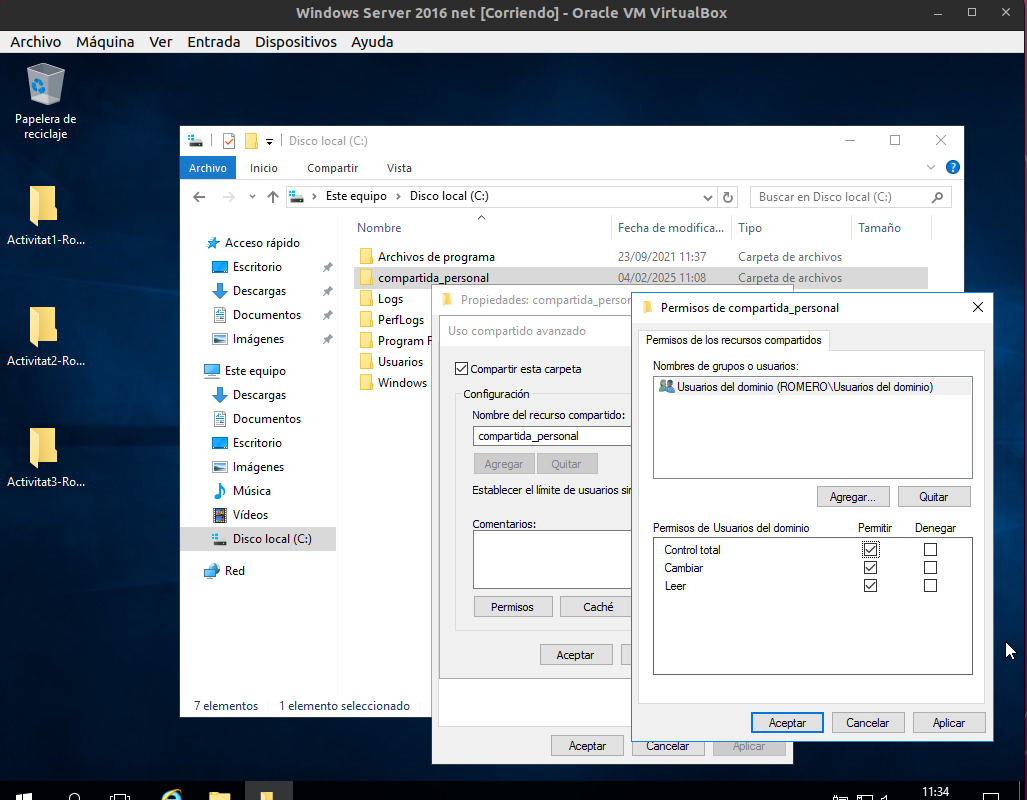 Windows Server 2016 net [Corriendo] - Oracle VM VirtualBox
Archivo Máquina Ver Entrada Dispositivos Ayuda
Papelera de
reciclaje
Activitat1-Ro...
Activitat2-Ro...
Activitat3-Ro...
Disco local (C:)
Archivo Inicio Compartir Vista
Este equipo Disco local (C:)
Buscar en Disco local (C:)
Acceso rápido
Escritorio
Descargas
Documentos
Imágenes
Este equipo
Descargas
Documentos
Escritorio
Imágenes
Música
Vídeos
Disco local (C:)
Red
Nombre Fecha de modifica... Tipo Tamaño
Archivos de programa 23/09/2021 11:37 Carpeta de archivos
compartida_personal 04/02/2025 11:08 Carpeta de archivos
Logs
PerfLogs
Program F
Usuarios
Windows
7 elementos 1 elemento seleccionado
Propiedades: compartida_person
Uso compartido avanzado
Compartir esta carpeta
Configuración
Nombre del recurso compartido:
compartida_personal
Agregar Quitar
Establecer el límite de usuarios sim
Comentarios:
Permisos Caché
Aceptar
Aceptar Cancelar Aplicar
Permisos de compartida_personal
Permisos de los recursos compartidos
Nombres de grupos o usuarios:
Usuarios del dominio (ROMERO\Usuarios del dominio)
Agregar... Quitar
Permisos de Usuarios del dominio Permitir Denegar
Control total
Cambiar
Leer
Aceptar Cancelar Aplicar
11:34